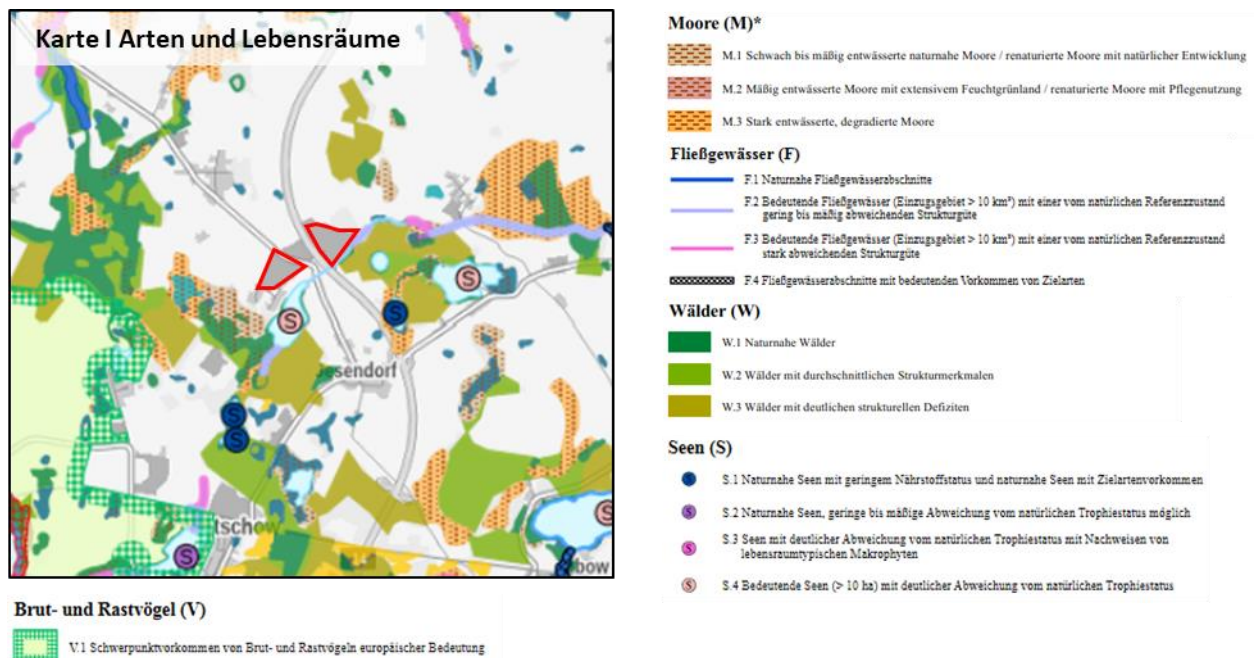 Karte I Arten und Lebensräume
Jesendorf
tschow
bow
S
S
S
S
S
S
S
Moore (M)*
M.1 Schwach bis mäßig entwässerte naturnahe Moore / renaturierte Moore mit natürlicher Entwicklung
M.2 Mäßig entwässerte Moore mit extensivem Feuchtgrünland / renaturierte Moore mit Pflegenutzung
M.3 Stark entwässerte, degradierte Moore
Fließgewässer (F)
F.1 Naturnahe Fließgewässerabschnitte
F.2 Bedeutende Fließgewässer (Einzugsgebiet > 10 km²) mit einer vom natürlichen Referenzzustand
gering bis mäßig abweichenden Strukturgüte
F.3 Bedeutende Fließgewässer (Einzugsgebiet > 10 km²) mit einer vom natürlichen Referenzzustand
stark abweichenden Strukturgüte
F.4 Fließgewässerabschnitte mit bedeutenden Vorkommen von Zielarten
Wälder (W)
W.1 Naturnahe Wälder
W.2 Wälder mit durchschnittlichen Strukturmerkmalen
W.3 Wälder mit deutlichen strukturellen Defiziten
Seen (S)
S S.1 Naturnahe Seen mit geringem Nährstoffstatus und naturnahe Seen mit Zielartenvorkommen
S S.2 Naturnahe Seen, geringe bis mäßige Abweichung vom natürlichen Trophiestatus möglich
S S.3 Seen mit deutlicher Abweichung vom natürlichen Trophiestatus mit Nachweisen von
lebensraumtypischen Makrophyten
S S.4 Bedeutende Seen (> 10 ha) mit deutlicher Abweichung vom natürlichen Trophiestatus
Brut- und Rastvögel (V)
V.1 Schwerpunktvorkommen von Brut- und Rastvögeln europäischer Bedeutung